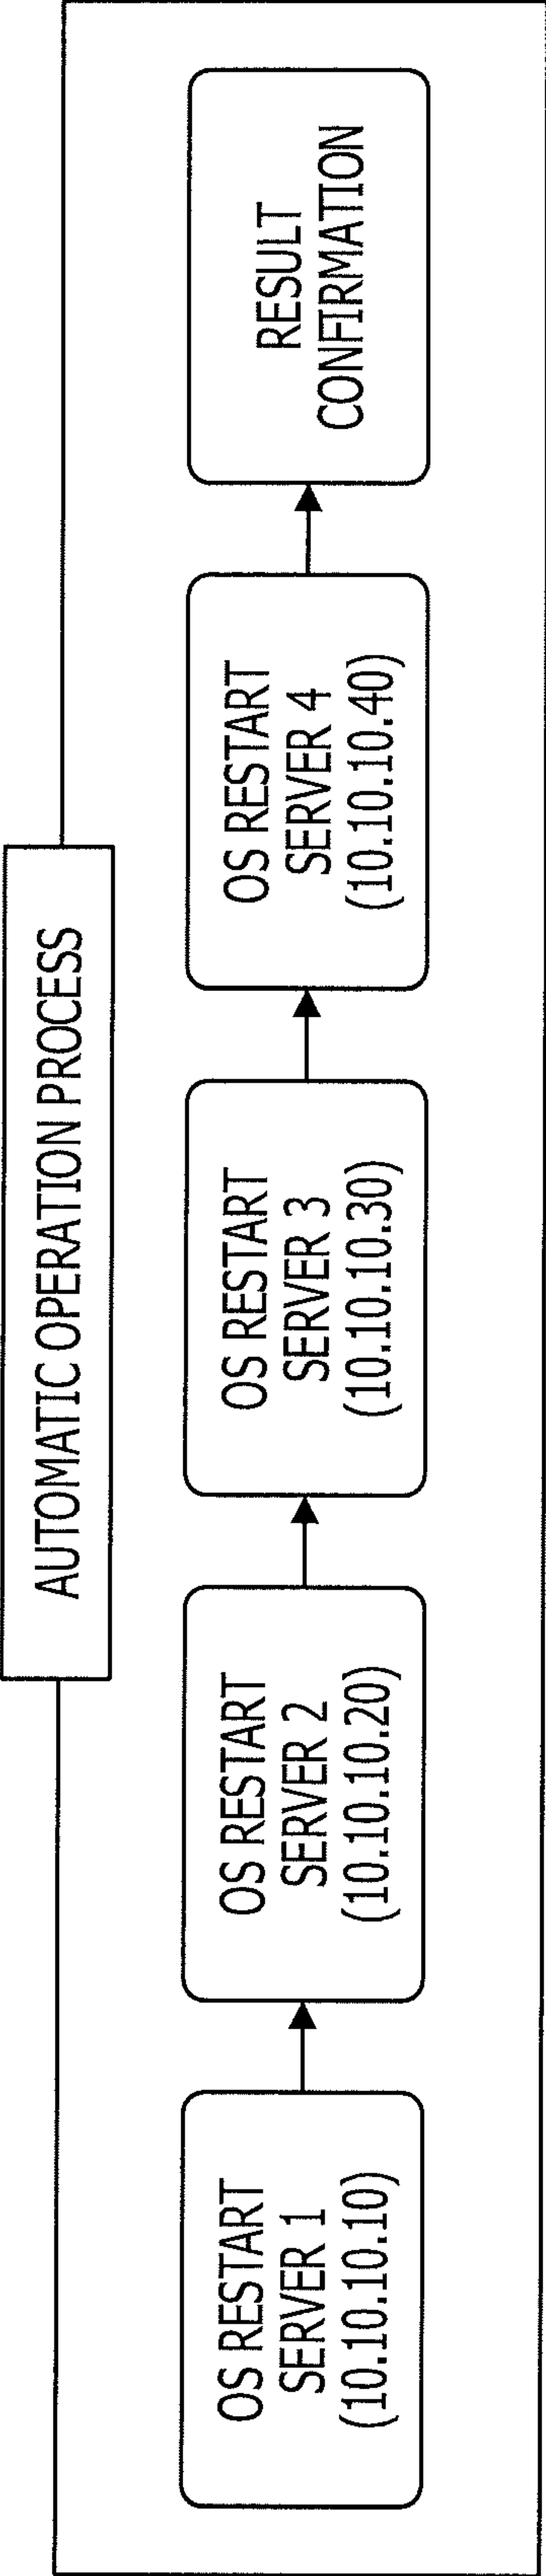 AUTOMATIC OPERATION PROCESS
OS RESTART
SERVER 1
(10.10.10.10)
OS RESTART
SERVER 2
(10.10.10.20)
OS RESTART
SERVER 3
(10.10.10.30)
OS RESTART
SERVER 4
(10.10.10.40)
RESULT
CONFIRMATION